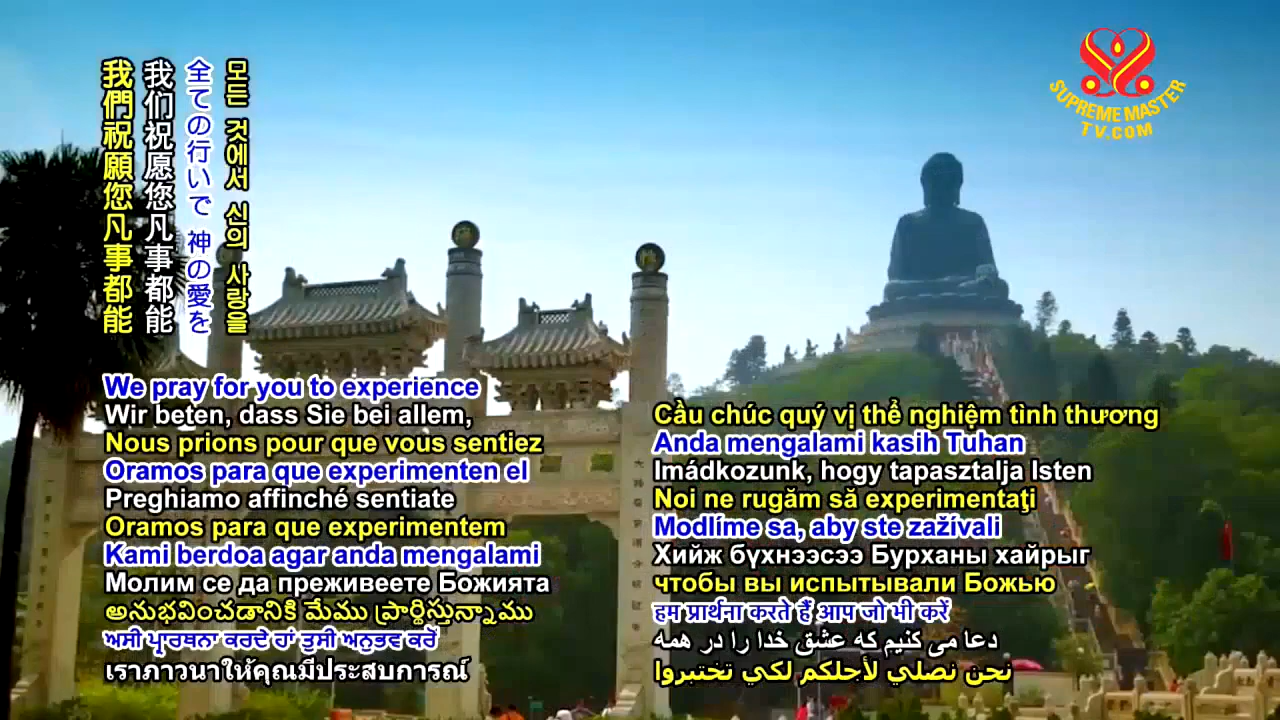 我們祝願您凡事都能
我们祝愿您凡事都能
全ての行いで 神の愛を
모든 것에서 신의 사랑을
SUPREME MASTER
TV.COM
We pray for you to experience
Wir beten, dass Sie bei allem,
Nous prions pour que vous sentiez
Oramos para que experimenten el
Preghiamo affinché sentiate
Oramos para que experimentem
Kami berdoa agar anda mengalami
Молим се да преживеете Божията
అనుభవించడానికి మేము ప్రార్థిస్తున్నాము
ਅਸੀ ਪ੍ਰਾਰਥਨਾ ਕਰਦੇ ਹਾਂ ਤੁਸੀ ਅਨੁਭਵ ਕਰੋਂ
เราภาวนาให้คุณมีประสบการณ์
Cầu chúc quý vị thể nghiệm tình thương
Anda mengalami kasih Tuhan
Imádkozunk, hogy tapasztalja Isten
Noi ne rugăm să experimentaţi
Modlíme sa, aby ste zažívali
Хийж бүхнээсээ Бурханы хайрыг
чтобы вы испытывали Божью
हम प्रार्थना करते हैं आप जो भी करें
دعا می کنیم که عشق خدا را در همه
نحن نصلي لأجلكم لكي تختبروا